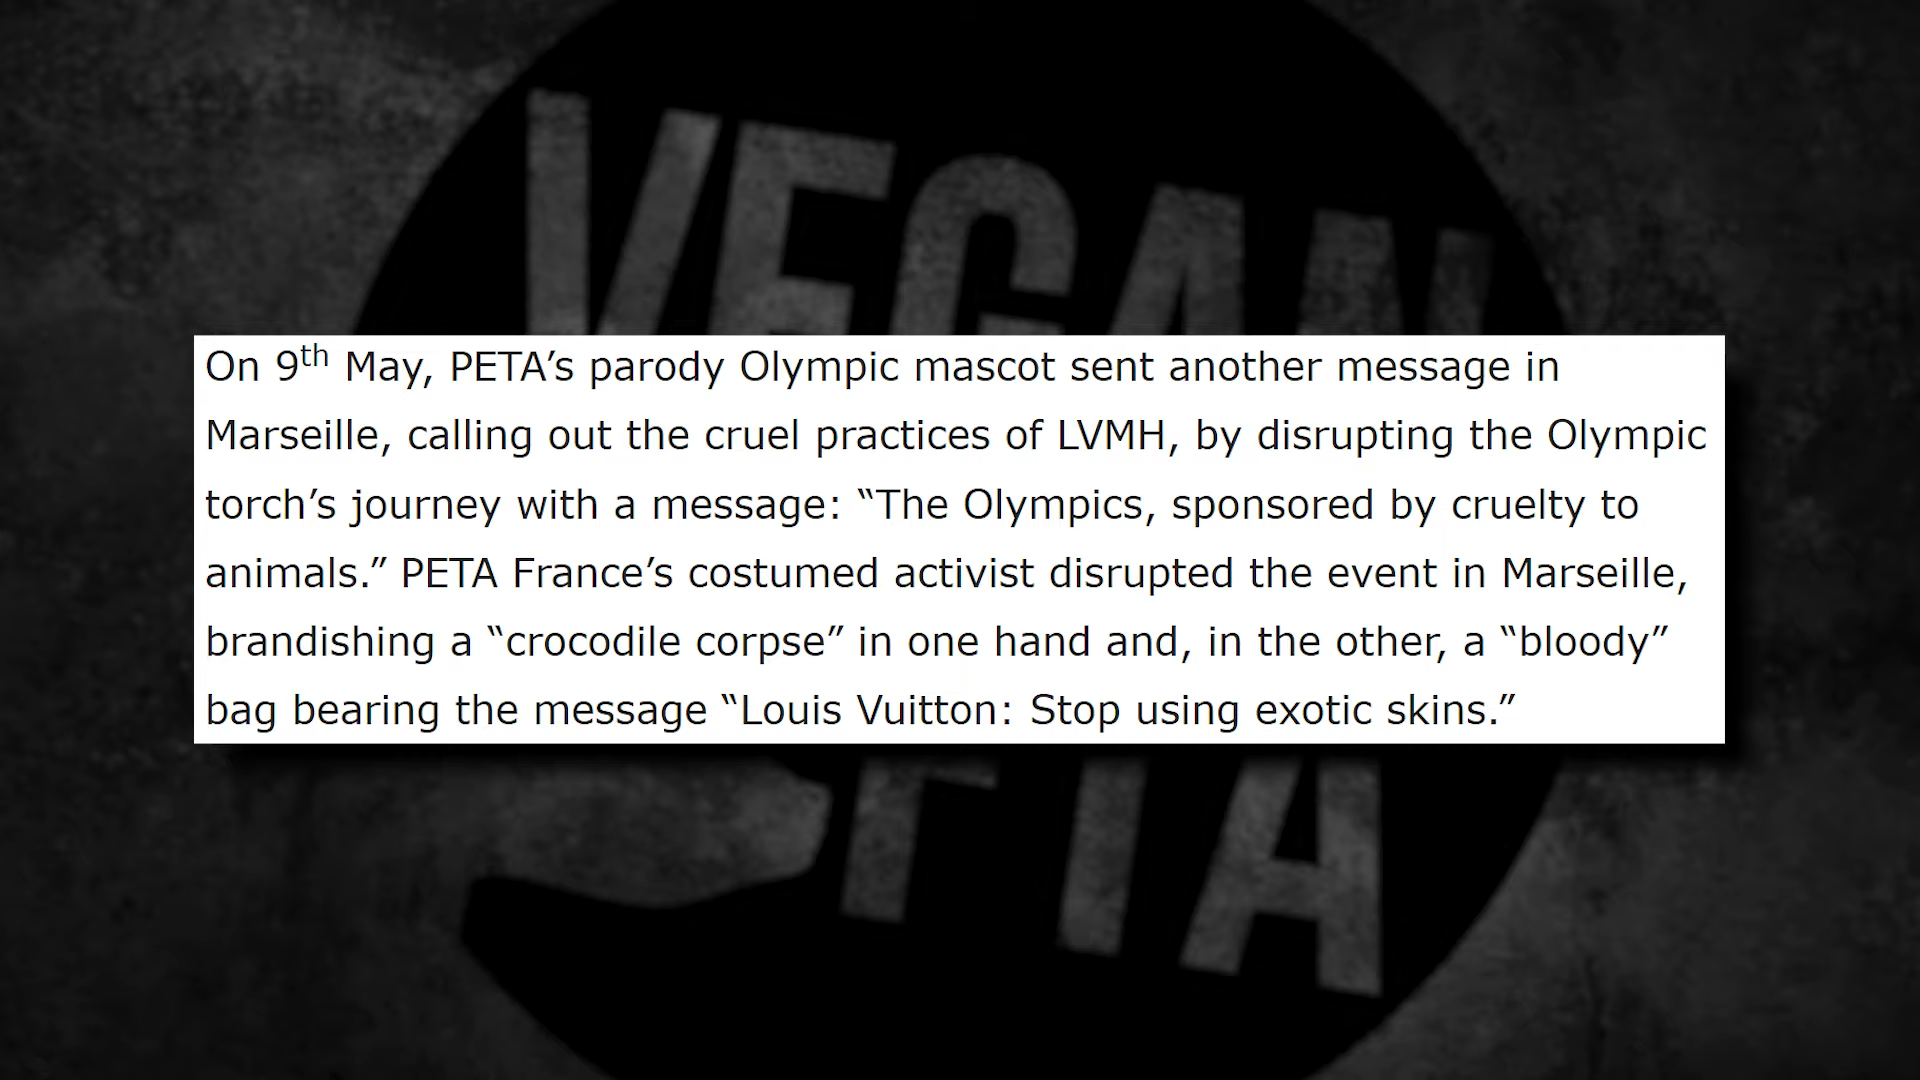 VEGAN
On 9th May, PETA’s parody Olympic mascot sent another message in
Marseille, calling out the cruel practices of LVMH, by disrupting the Olympic
torch’s journey with a message: “The Olympics, sponsored by cruelty to
animals.” PETA France’s costumed activist disrupted the event in Marseille,
brandishing a “crocodile corpse” in one hand and, in the other, a “bloody”
bag bearing the message “Louis Vuitton: Stop using exotic skins.”
FTA